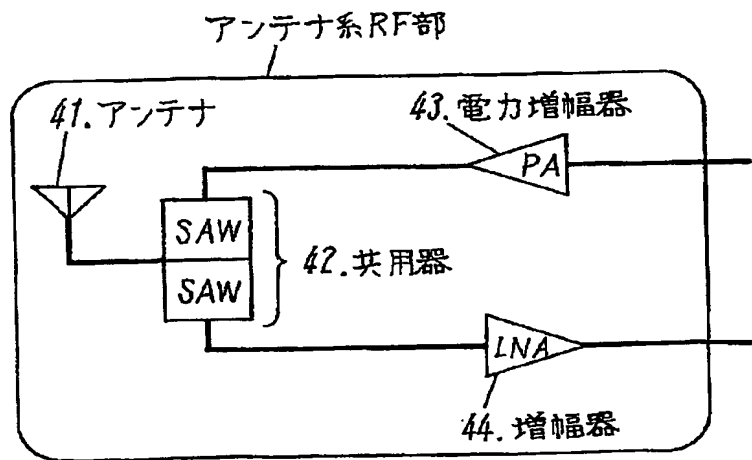 アンテナ系RF部
41.アンテナ
43.電力増幅器
PA
SAW
SAW
42.共用器
LNA
44.増幅器